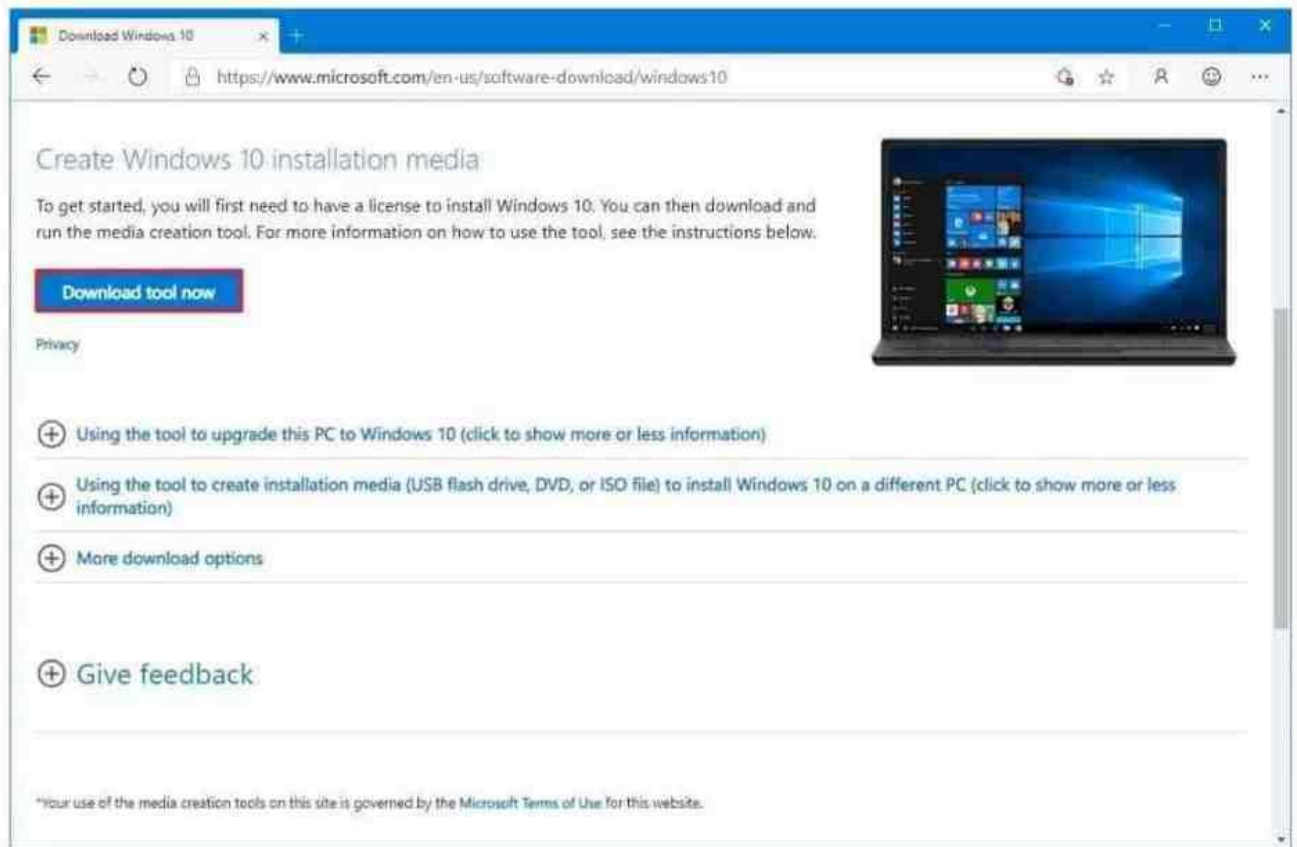 Download Windows 10
https://www.microsoft.com/en-us/software-download/windows10
Create Windows 10 installation media
To get started, you will first need to have a license to install Windows 10. You can then download and
run the media creation tool. For more information on how to use the tool, see the instructions below.
Download tool now
Privacy
Using the tool to upgrade this PC to Windows 10 (click to show more or less information)
Using the tool to create installation media (USB flash drive, DVD, or ISO file) to install Windows 10 on a different PC (click to show more or less
information)
More download options
Give feedback
*Your use of the media creation tools on this site is governed by the Microsoft Terms of Use for this website.